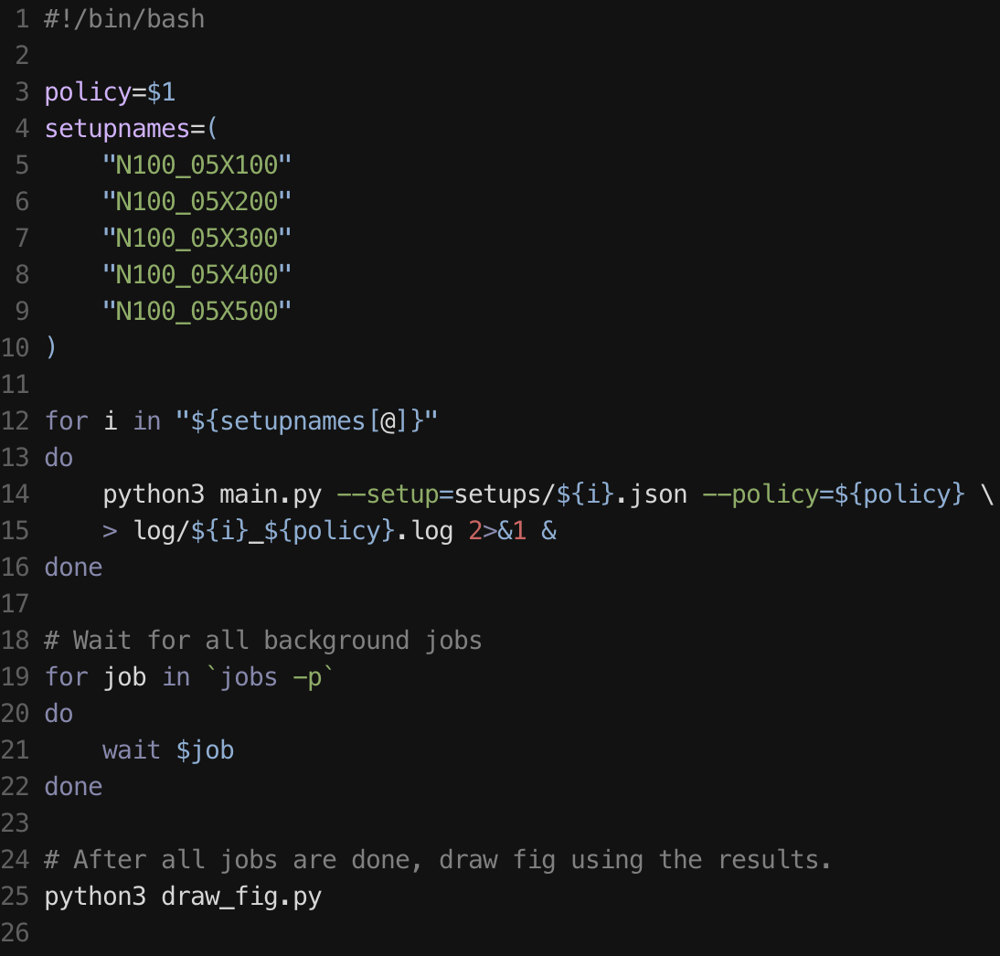 1 #!/bin/bash
2
3 policy=$1
4 setupnames=(
5     "N100_05X100"
6     "N100_05X200"
7     "N100_05X300"
8     "N100_05X400"
9     "N100_05X500"
10 )
11
12 for i in "${setupnames[@]}"
13 do
14     python3 main.py --setup=setups/${i}.json --policy=${policy} \
15     > log/${i}_${policy}.log 2>&1 &
16 done
17
18 # Wait for all background jobs
19 for job in `jobs -p`
20 do
21     wait $job
22 done
23
24 # After all jobs are done, draw fig using the results.
25 python3 draw_fig.py
26